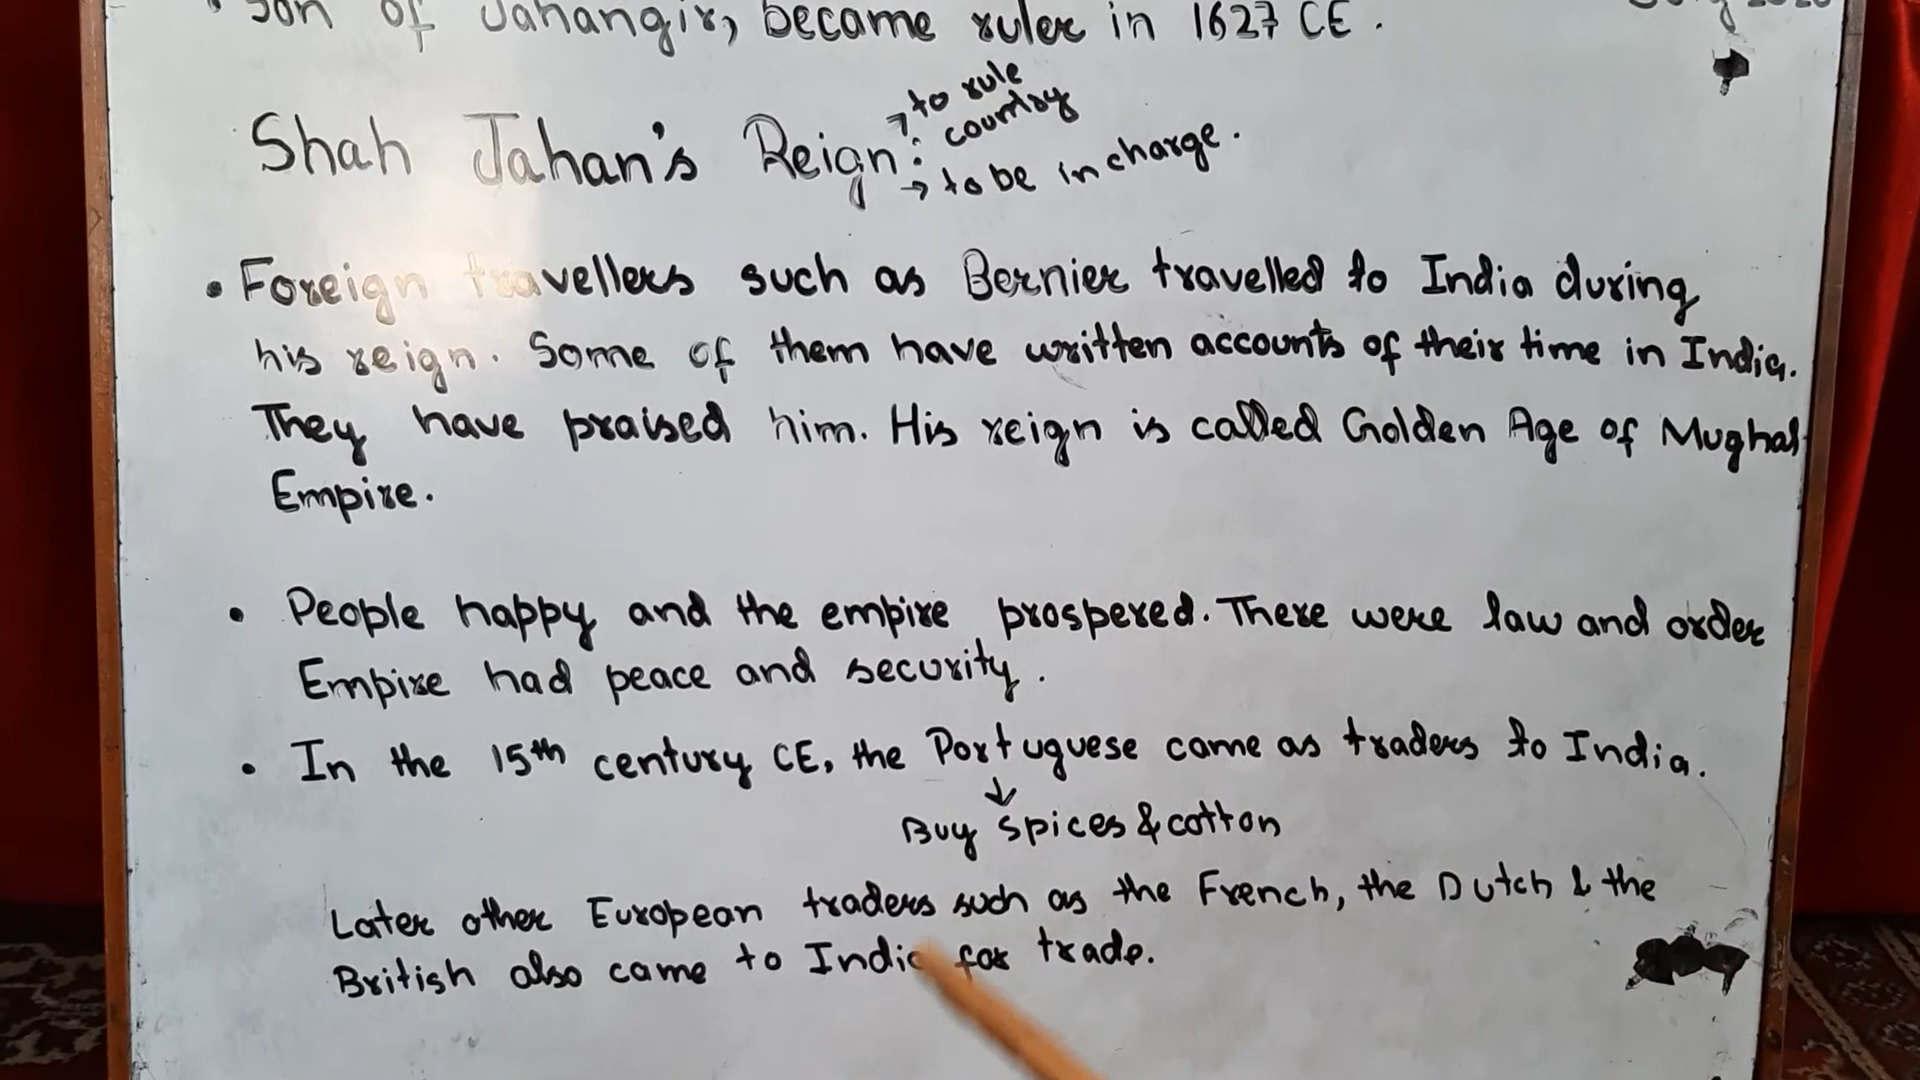 • Son of Jahangir, became ruler in 1627 CE.
Shah Jahan's Reign:
→ to rule
country
→ to be in charge.
• Foreign travellers such as Bernier travelled to India during
his reign. Some of them have written accounts of their time in India.
They have praised him. His reign is called Golden Age of Mughal
Empire.
• People happy and the empire prospered. There were law and order
Empire had peace and security.
• In the 15th century CE, the Portuguese came as traders to India.
↓
Buy spices & cotton
Later other European traders such as the French, the Dutch & the
British also came to India for trade.